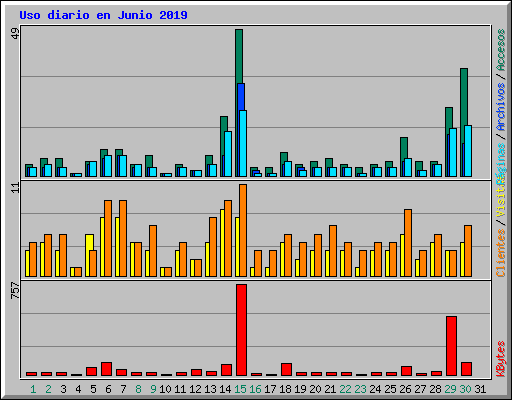 Uso diario en Junio 2019
49
11
757
Accesos
/
Archivos
/
Páginas
Visitas
/
Clientes
KBytes
1 2 3 4 5 6 7 8 9 10 11 12 13 14 15 16 17 18 19 20 21 22 23 24 25 26 27 28 29 30 31